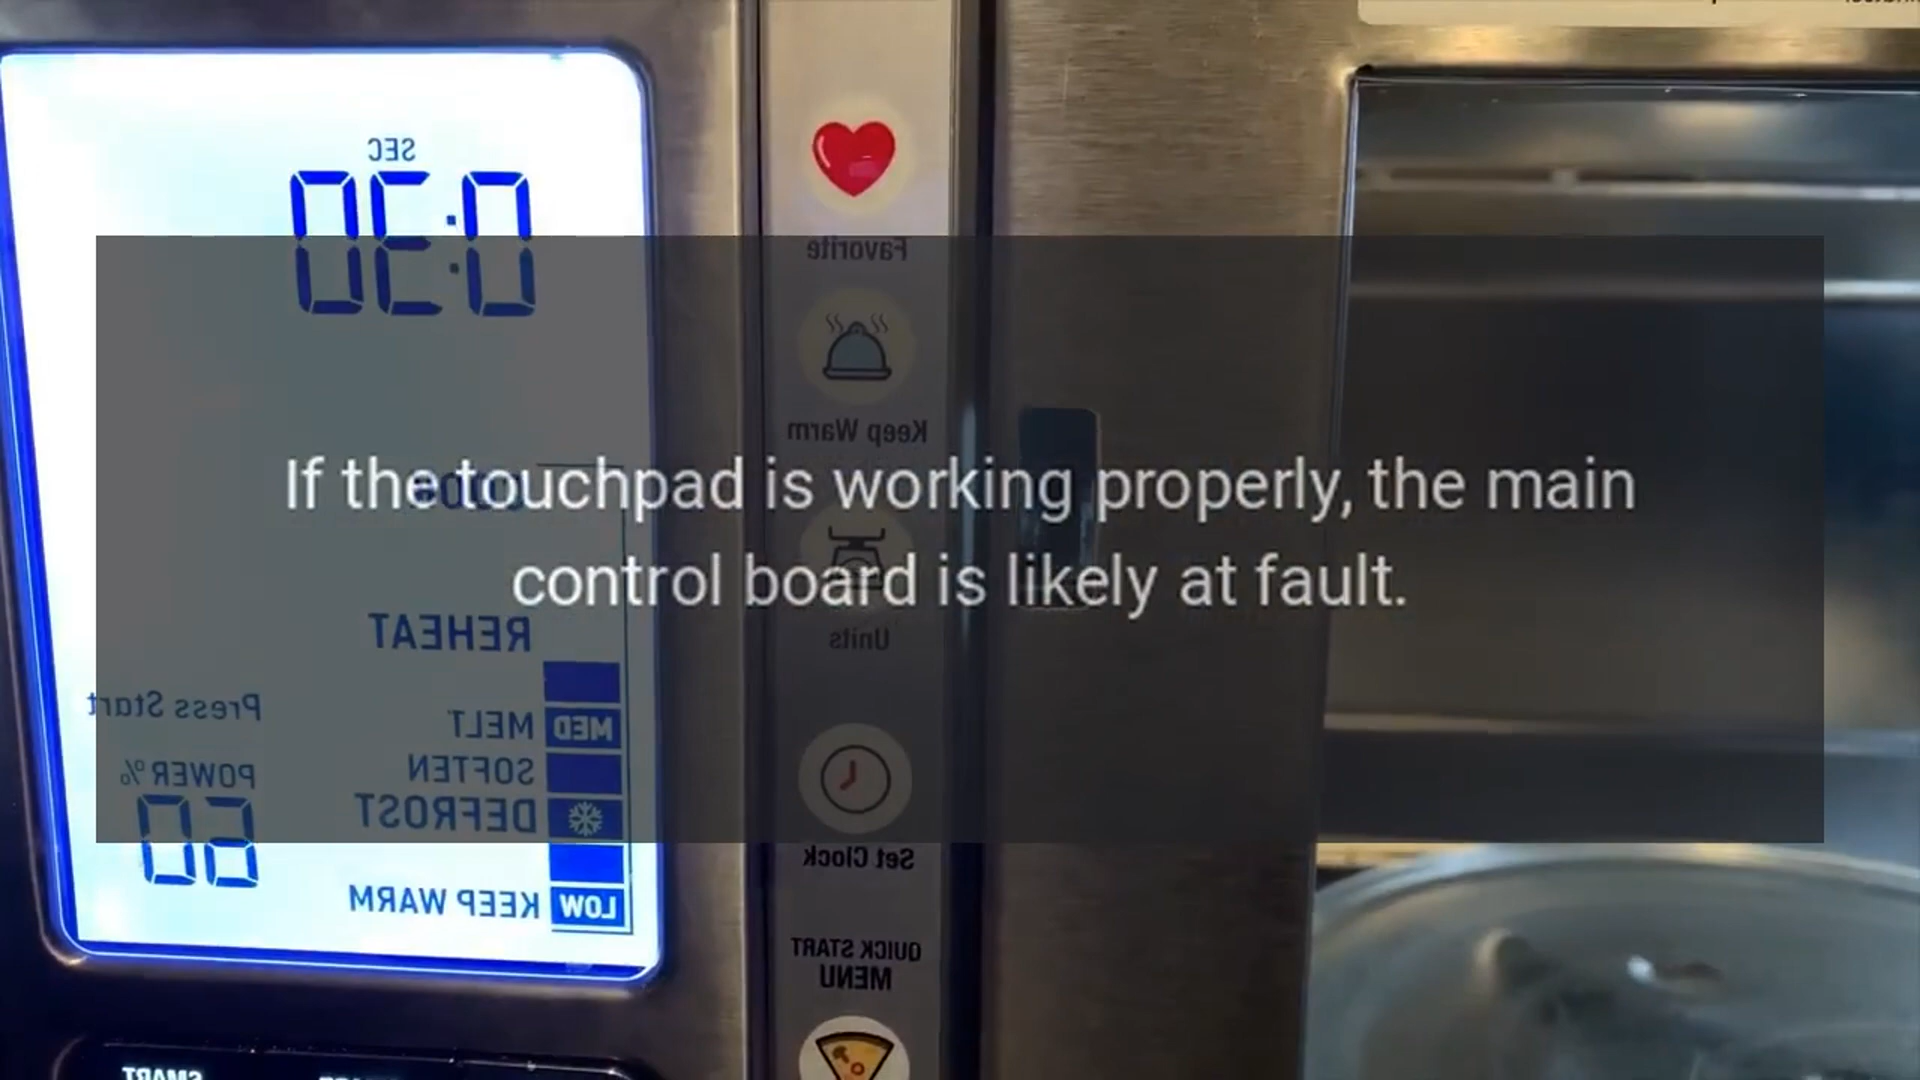 SEC
0:30
Favorite
Keep Warm
If the touchpad is working properly, the main
control board is likely at fault.
Units
REHEAT
Press Start
MED MELT
POWER%
SOFTEN
DEFROST
Set Clock
LOW KEEP WARM
QUICK START
MENU
SMART